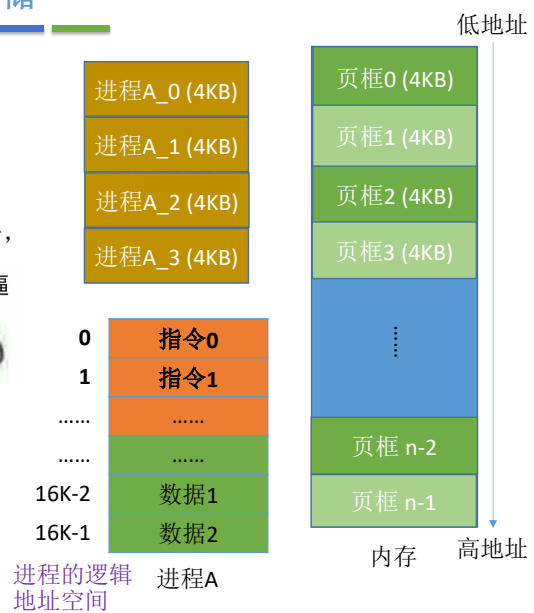 储
低地址
进程A_0 (4KB)
进程A_1 (4KB)
进程A_2 (4KB)
进程A_3 (4KB)
页框0 (4KB)
页框1 (4KB)
页框2 (4KB)
页框3 (4KB)
......
页框 n-2
页框 n-1
，
0 指令0
1 指令1
...... ......
...... ......
16K-2 数据1
16K-1 数据2
进程的逻辑
地址空间
进程A
内存
高地址